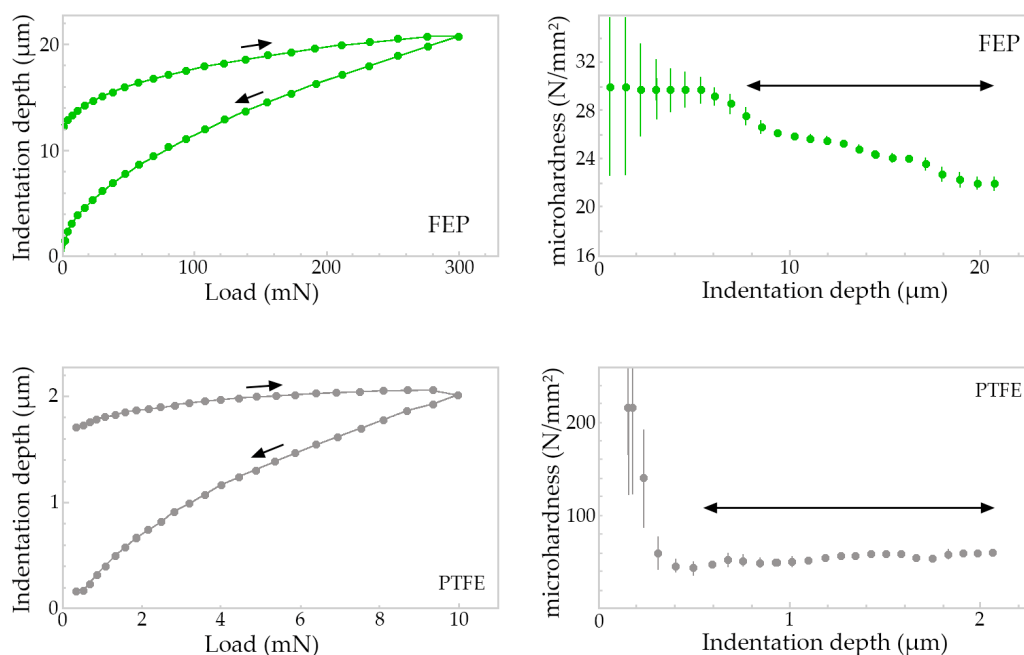 Indentation depth (μm)
20
10
0
0
100
200
300
Load (mN)
FEP
microhardness (N/mm²)
32
28
24
22
16
0
10
20
Indentation depth (μm)
FEP
Indentation depth (μm)
2
1
0
0
2
4
6
8
10
Load (mN)
PTFE
microhardness (N/mm²)
200
100
0
1
2
Indentation depth (μm)
PTFE